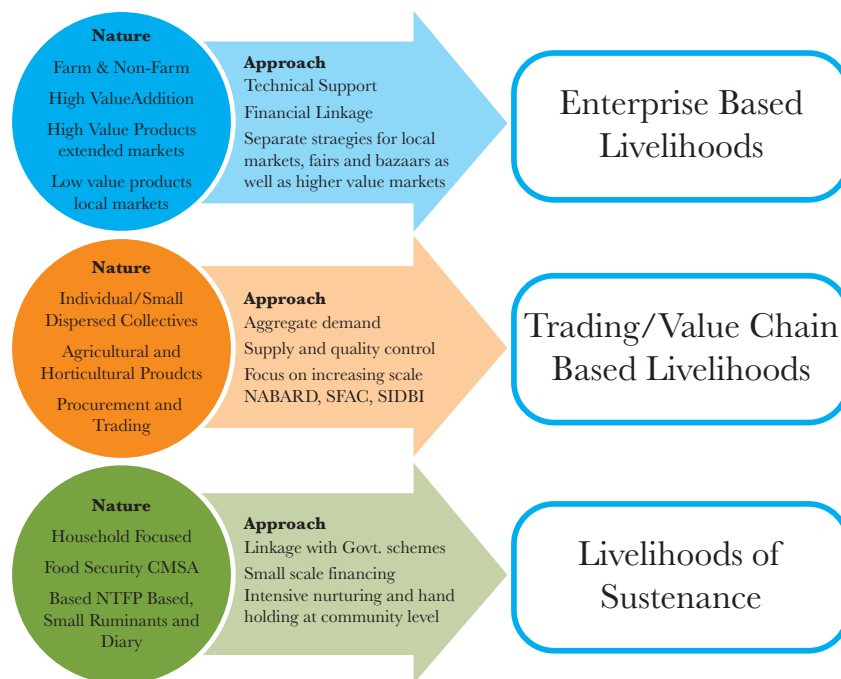 Nature
Farm & Non-Farm
High ValueAddition
High Value Products
extended markets
Low value products
local markets
Approach
Technical Support
Financial Linkage
Separate straegies for local
markets, fairs and bazaars as
well as higher value markets
Enterprise Based
Livelihoods
Nature
Individual/Small
Dispersed Collectives
Agricultural and
Horticultural Proudcts
Procurement and
Trading
Approach
Aggregate demand
Supply and quality control
Focus on increasing scale
NABARD, SFAC, SIDBI
Trading/Value Chain
Based Livelihoods
Nature
Household Focused
Food Security CMSA
Based NTFP Based,
Small Ruminants and
Diary
Approach
Linkage with Govt. schemes
Small scale financing
Intensive nurturing and hand
holding at community level
Livelihoods of
Sustenance